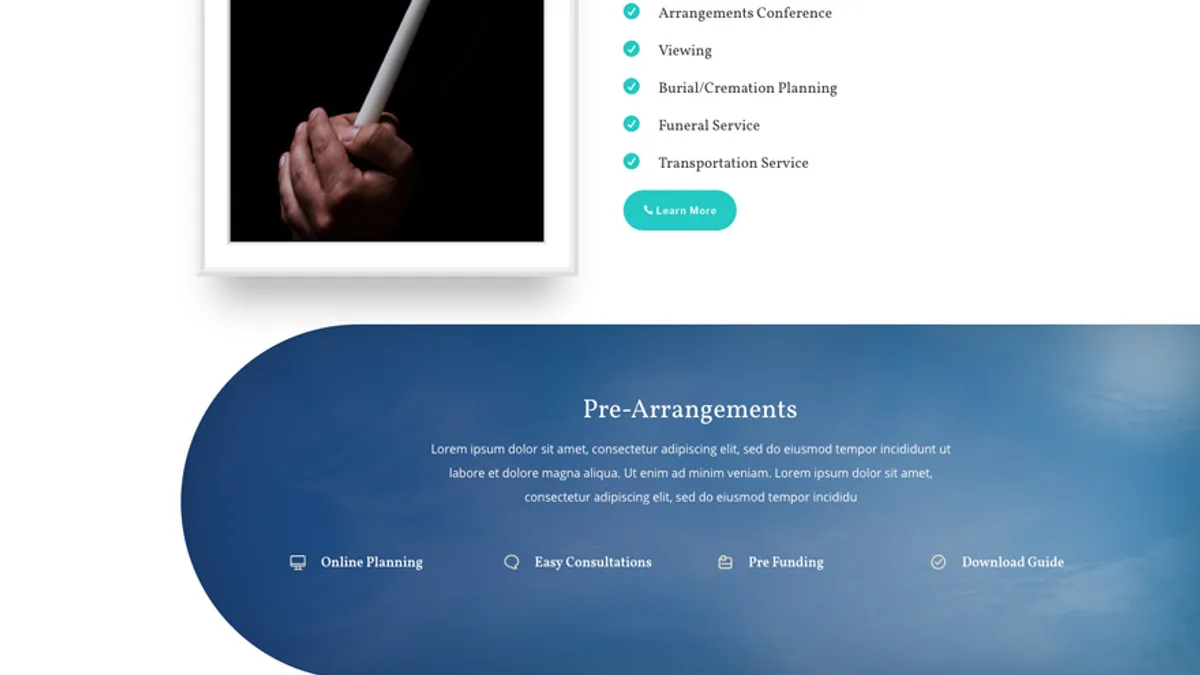 Arrangements Conference
Viewing
Burial/Cremation Planning
Funeral Service
Transportation Service
Learn More
Pre-Arrangements
Lorem ipsum dolor sit amet, consectetur adipiscing elit, sed do eiusmod tempor incididunt ut
labore et dolore magna aliqua. Ut enim ad minim veniam. Lorem ipsum dolor sit amet,
consectetur adipiscing elit, sed do eiusmod tempor incididu
Online Planning
Easy Consultations
Pre Funding
Download Guide